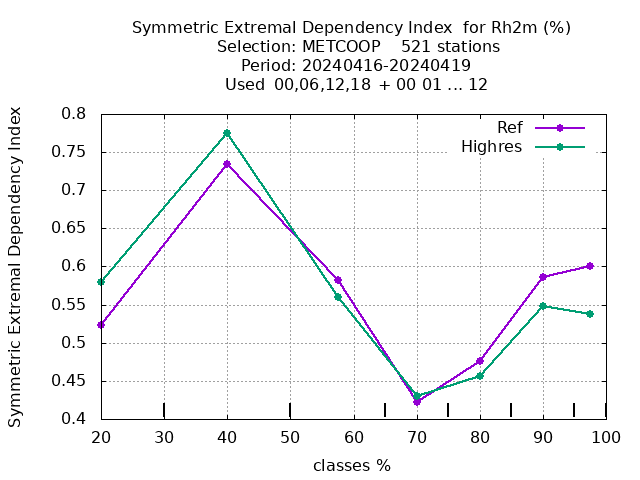 Symmetric Extremal Dependency Index for Rh2m (%)
Selection: METCOOP 521 stations
Period: 20240416-20240419
Used 00,06,12,18 + 00 01 ... 12
Symmetric Extremal Dependency Index
0.8
0.75
0.7
0.65
0.6
0.55
0.5
0.45
0.4
Ref
Highres
20 30 40 50 60 70 80 90 100
classes %